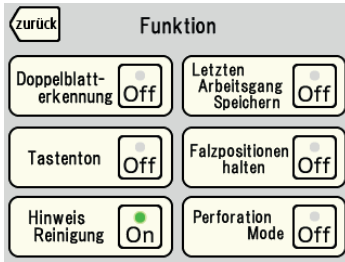 zurück
Funktion
Doppelblatt-
erkennung Off
Letzten
Arbeitsgang
Speichern Off
Tastenton Off
Falzpositionen
halten Off
Hinweis
Reinigung On
Perforation
Mode Off